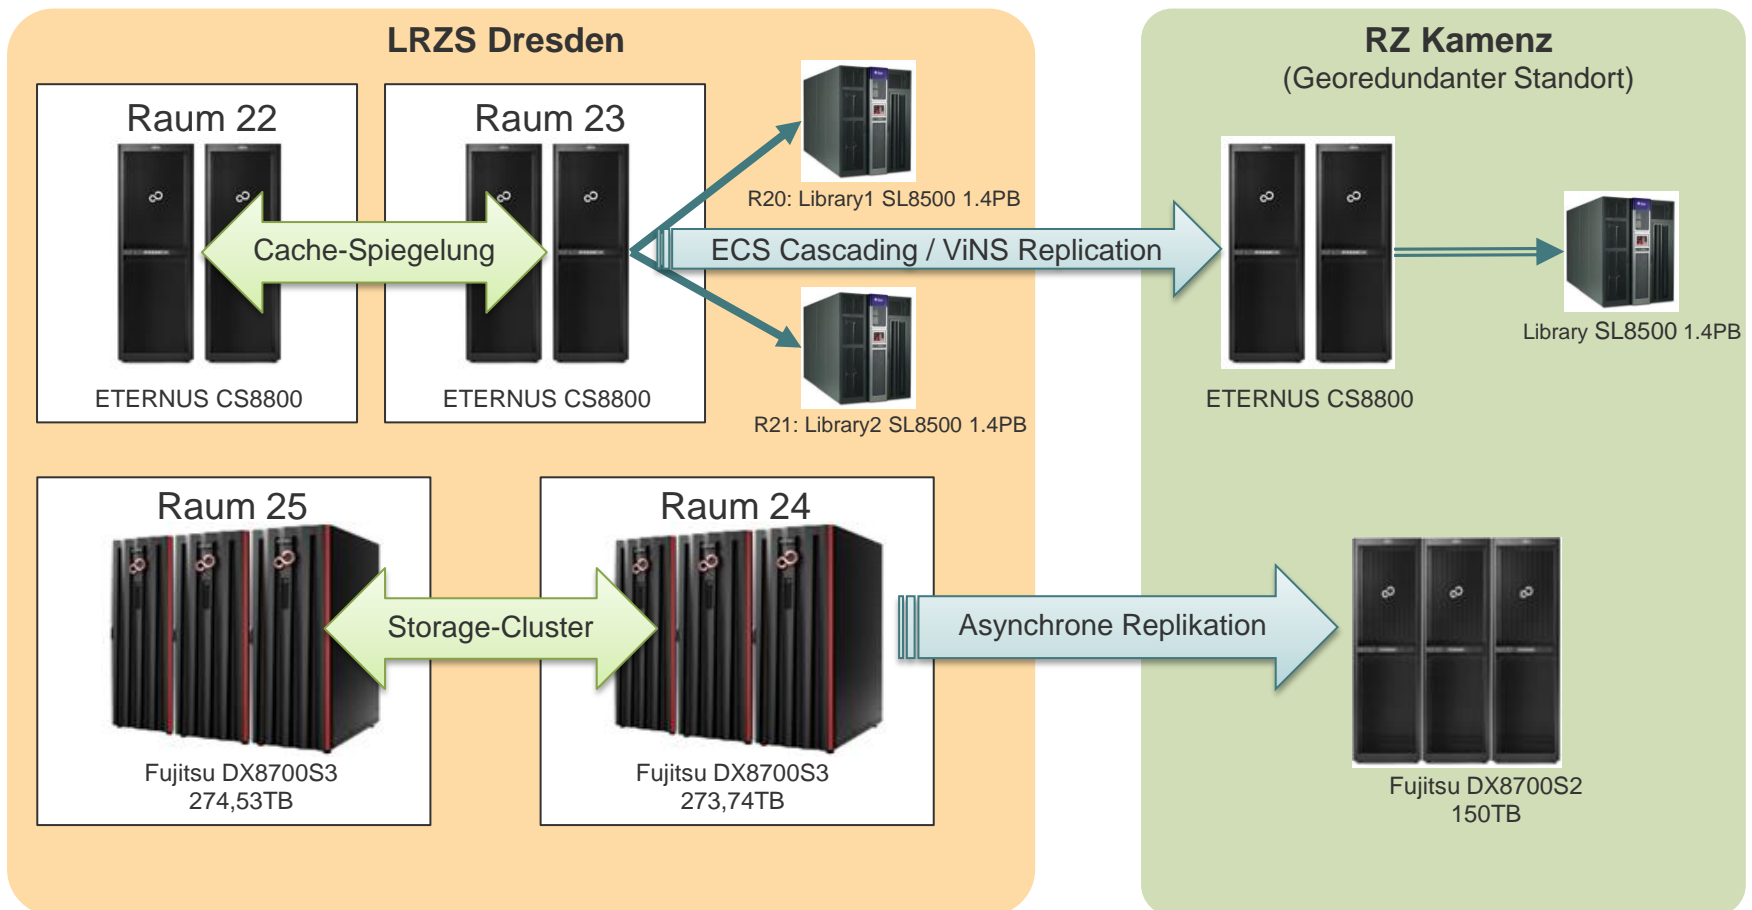 LRZS Dresden
RZ Kamenz
(Georedundanter Standort)
Raum 22
Raum 23
R20: Library1 SL8500 1.4PB
Cache-Spiegelung
ECS Cascading / ViNS Replication
Library SL8500 1.4PB
ETERNUS CS8800
ETERNUS CS8800
ETERNUS CS8800
R21: Library2 SL8500 1.4PB
Raum 25
Raum 24
Storage-Cluster
Asynchrone Replikation
Fujitsu DX8700S3
274,53TB
Fujitsu DX8700S3
273,74TB
Fujitsu DX8700S2
150TB